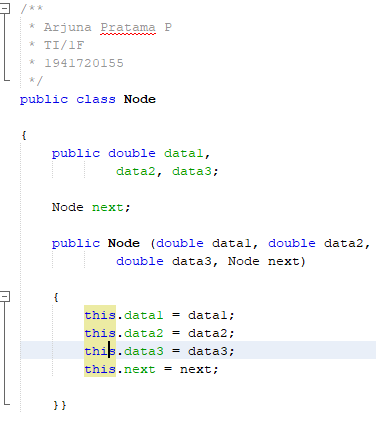 /**
 * Arjuna Pratama P
 * TI/1F
 * 1941720155
 */
public class Node
{
    public double data1,
            data2, data3;
    Node next;
    public Node (double data1, double data2,
            double data3, Node next)
    {
        this.data1 = data1;
        this.data2 = data2;
        this.data3 = data3;
        this.next = next;
    }}